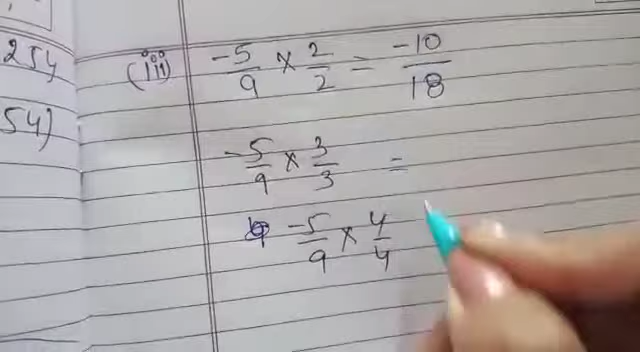 254
54)
(iii) -5/9 × 2/2 = -10/18
-5/9 × 3/3 =
-5/9 × 4/4